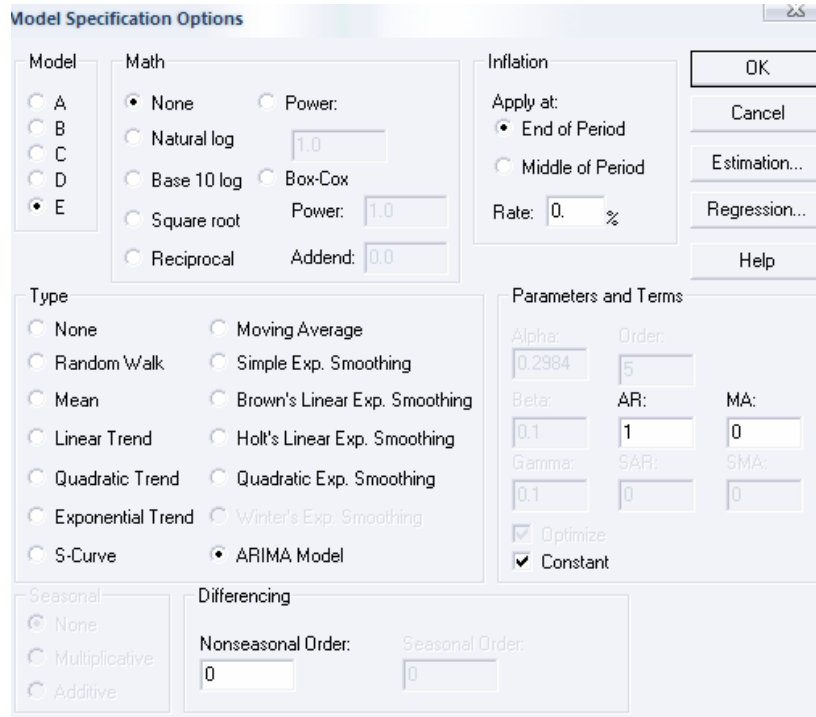 Model Specification Options
Model
A
B
C
D
E
Math
None
Natural log
Base 10 log
Square root
Reciprocal
Power:
1.0
Box-Cox
Power: 1.0
Addend: 0.0
Inflation
Apply at:
End of Period
Middle of Period
Rate: 0. %
OK
Cancel
Estimation...
Regression...
Help
Type
None
Random Walk
Mean
Linear Trend
Quadratic Trend
Exponential Trend
S-Curve
Moving Average
Simple Exp. Smoothing
Brown's Linear Exp. Smoothing
Holt's Linear Exp. Smoothing
Quadratic Exp. Smoothing
Winter's Exp. Smoothing
ARIMA Model
Parameters and Terms
Alpha: Order:
0.2984 5
Beta: AR: MA:
0.1 1 0
Gamma: SAR: SMA:
0.1 0 0
Optimize
Constant
Seasonal
None
Multiplicative
Additive
Differencing
Nonseasonal Order: Seasonal Order:
0 0